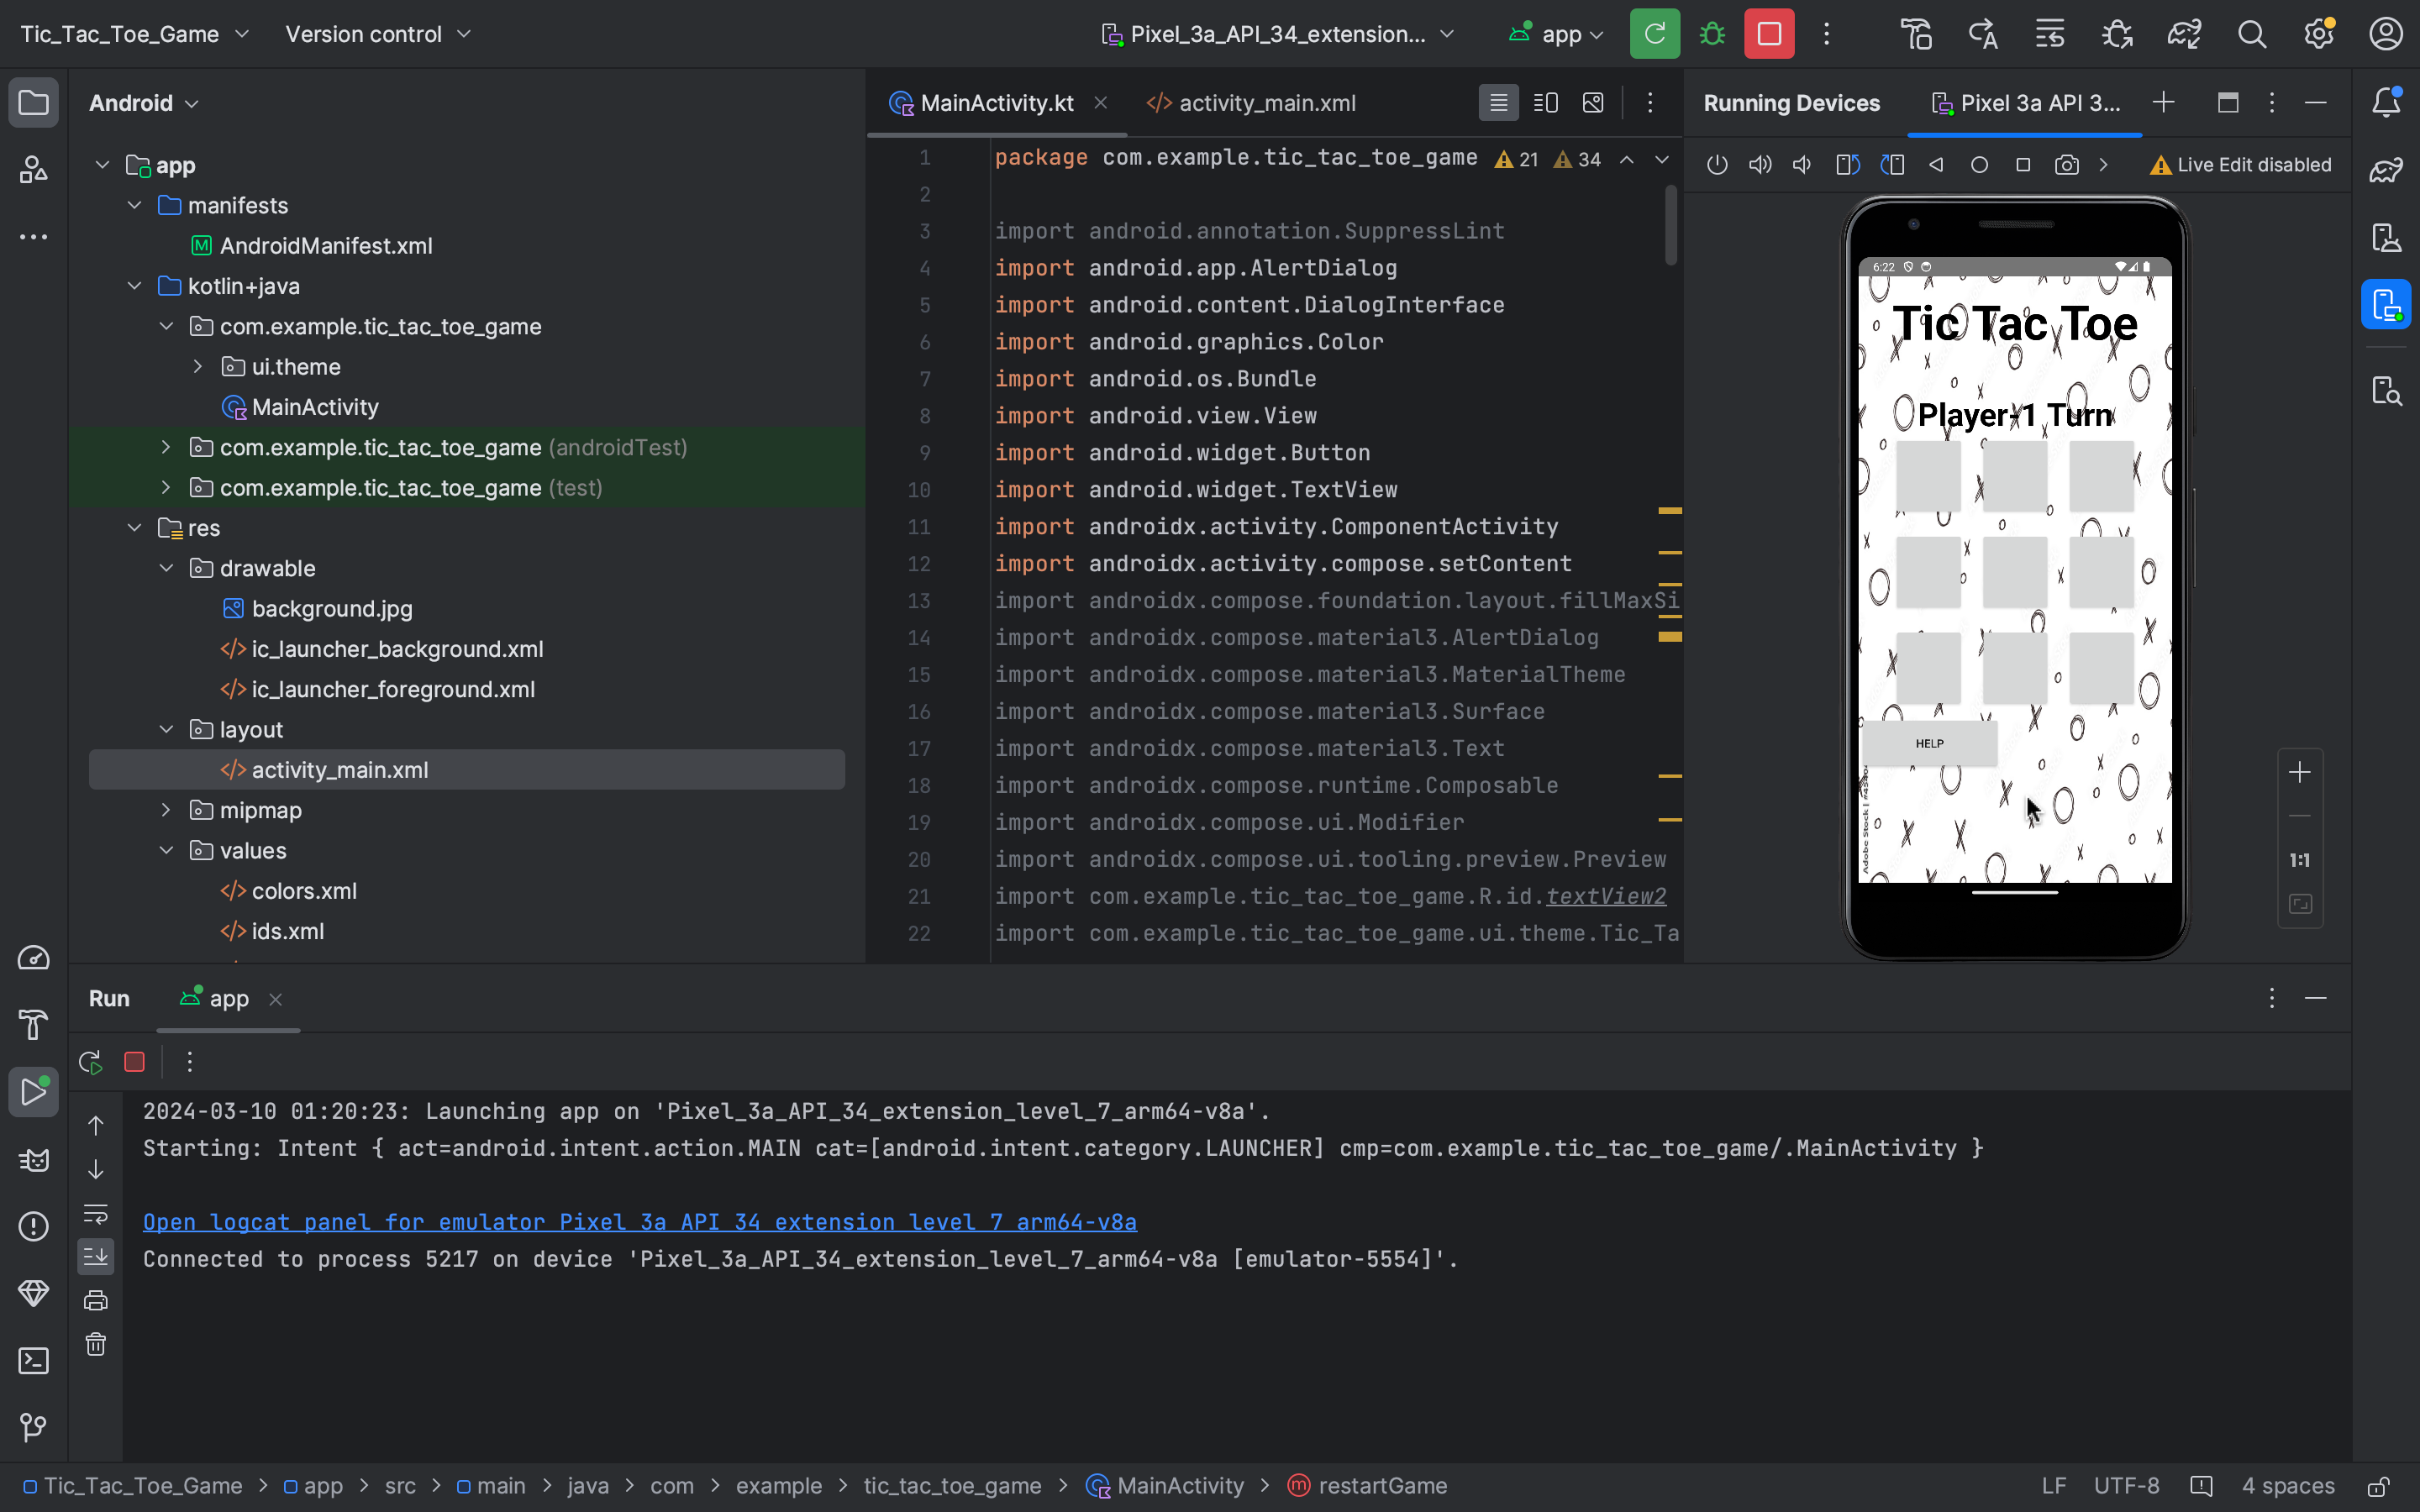 Tic_Tac_Toe_Game Version control Pixel_3a_API_34_extension... app
Android
app
manifests
AndroidManifest.xml
kotlin+java
com.example.tic_tac_toe_game
ui.theme
MainActivity
com.example.tic_tac_toe_game (androidTest)
com.example.tic_tac_toe_game (test)
res
drawable
background.jpg
ic_launcher_background.xml
ic_launcher_foreground.xml
layout
activity_main.xml
mipmap
values
colors.xml
ids.xml
MainActivity.kt activity_main.xml
1 package com.example.tic_tac_toe_game 21 34
2
3 import android.annotation.SuppressLint
4 import android.app.AlertDialog
5 import android.content.DialogInterface
6 import android.graphics.Color
7 import android.os.Bundle
8 import android.view.View
9 import android.widget.Button
10 import android.widget.TextView
11 import androidx.activity.ComponentActivity
12 import androidx.activity.compose.setContent
13 import androidx.compose.foundation.layout.fillMaxSi
14 import androidx.compose.material3.AlertDialog
15 import androidx.compose.material3.MaterialTheme
16 import androidx.compose.material3.Surface
17 import androidx.compose.material3.Text
18 import androidx.compose.runtime.Composable
19 import androidx.compose.ui.Modifier
20 import androidx.compose.ui.tooling.preview.Preview
21 import com.example.tic_tac_toe_game.R.id.textView2
22 import com.example.tic_tac_toe_game.ui.theme.Tic_Ta
Running Devices Pixel 3a API 3...
Live Edit disabled
6:22
Tic Tac Toe
Player-1 Turn
HELP
Adobe Stock |
1:1
Run app
2024-03-10 01:20:23: Launching app on 'Pixel_3a_API_34_extension_level_7_arm64-v8a'.
Starting: Intent { act=android.intent.action.MAIN cat=[android.intent.category.LAUNCHER] cmp=com.example.tic_tac_toe_game/.MainActivity }
Open logcat panel for emulator Pixel 3a API 34 extension level 7 arm64-v8a
Connected to process 5217 on device 'Pixel_3a_API_34_extension_level_7_arm64-v8a [emulator-5554]'.
Tic_Tac_Toe_Game > app > src > main > java > com > example > tic_tac_toe_game > MainActivity > restartGame
LF UTF-8 4 spaces